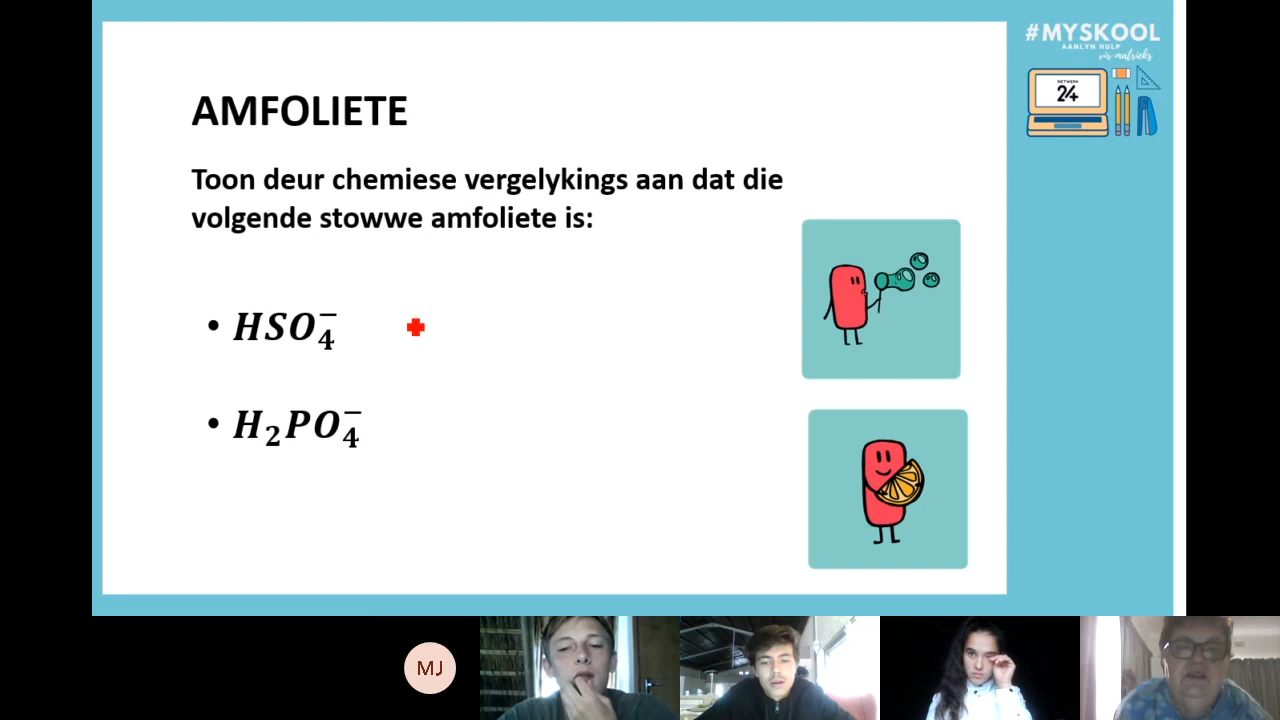 #MYSKOOL
AANLYN HULP
vir matrieks
NETWERK
24
AMFOLIETE
Toon deur chemiese vergelykings aan dat die
volgende stowwe amfoliete is:
• HSO₄⁻
• H₂PO₄⁻
MJ